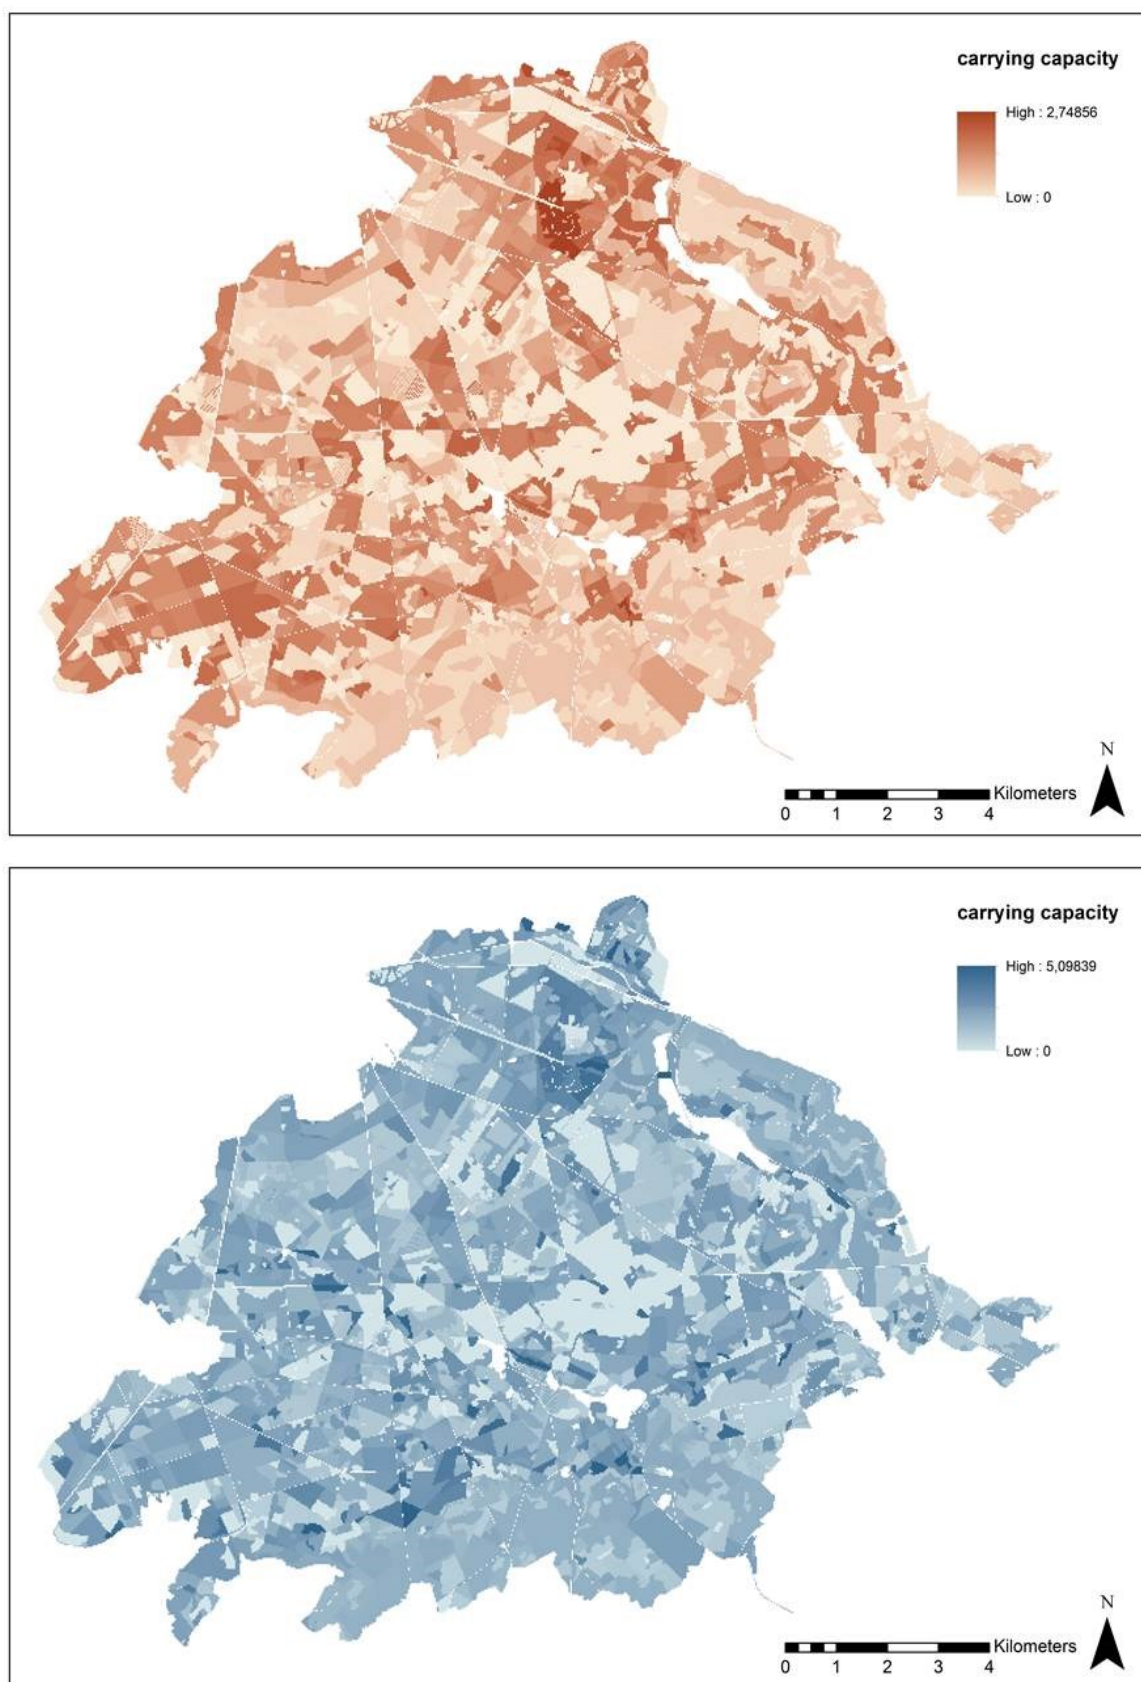 carrying capacity
High : 2,74856
Low : 0
N
Kilometers
0 1 2 3 4
carrying capacity
High : 5,09839
Low : 0
N
Kilometers
0 1 2 3 4